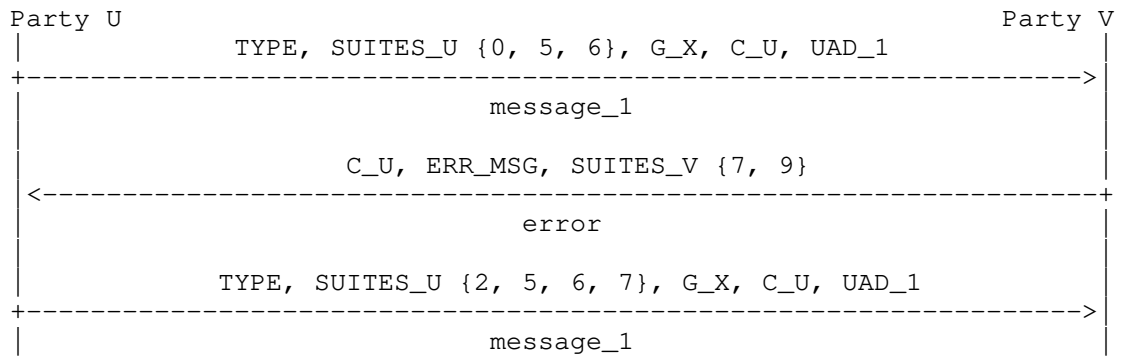 Party U Party V
TYPE, SUITES_U {0, 5, 6}, G_X, C_U, UAD_1
message_1
C_U, ERR_MSG, SUITES_V {7, 9}
error
TYPE, SUITES_U {2, 5, 6, 7}, G_X, C_U, UAD_1
message_1